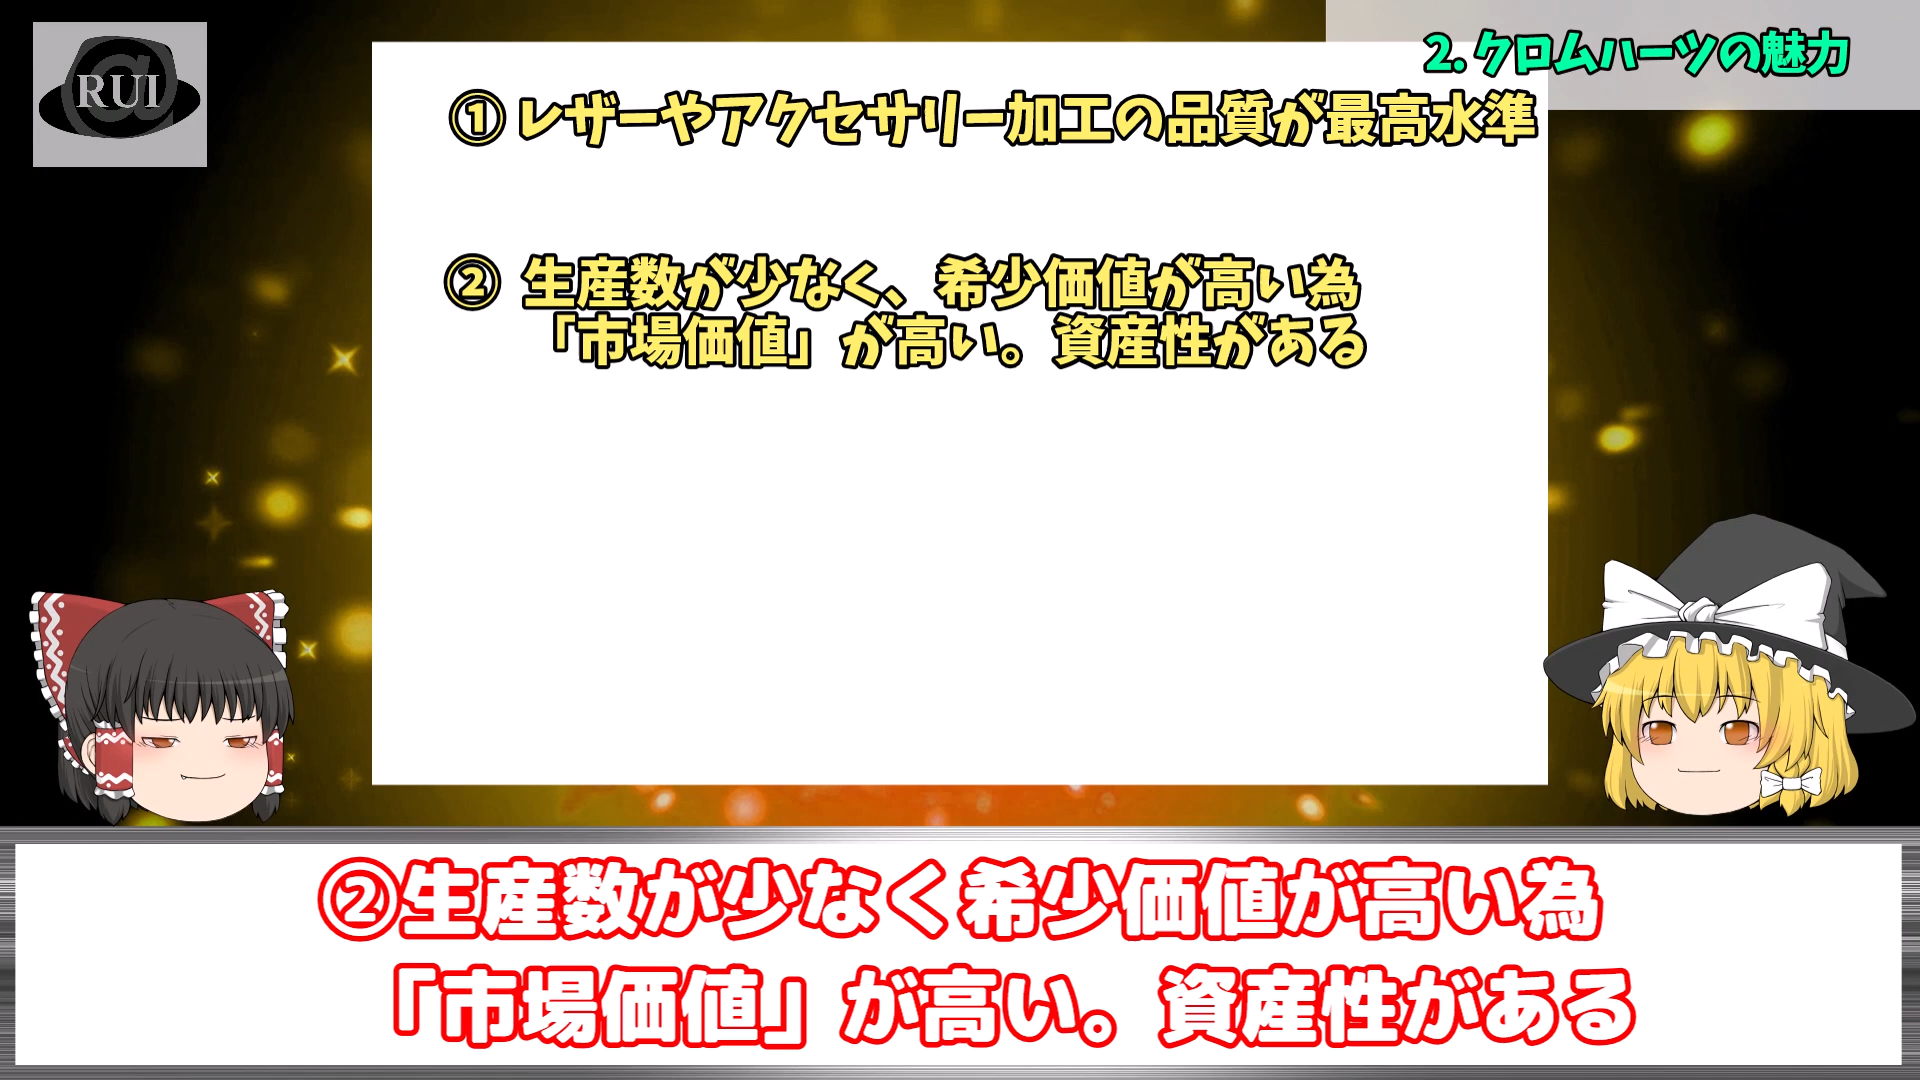 RUI
2.クロムハーツの魅力
①レザーやアクセサリー加工の品質が最高水準
② 生産数が少なく、希少価値が高い為
「市場価値」が高い。資産性がある
②生産数が少なく希少価値が高い為
「市場価値」が高い。資産性がある